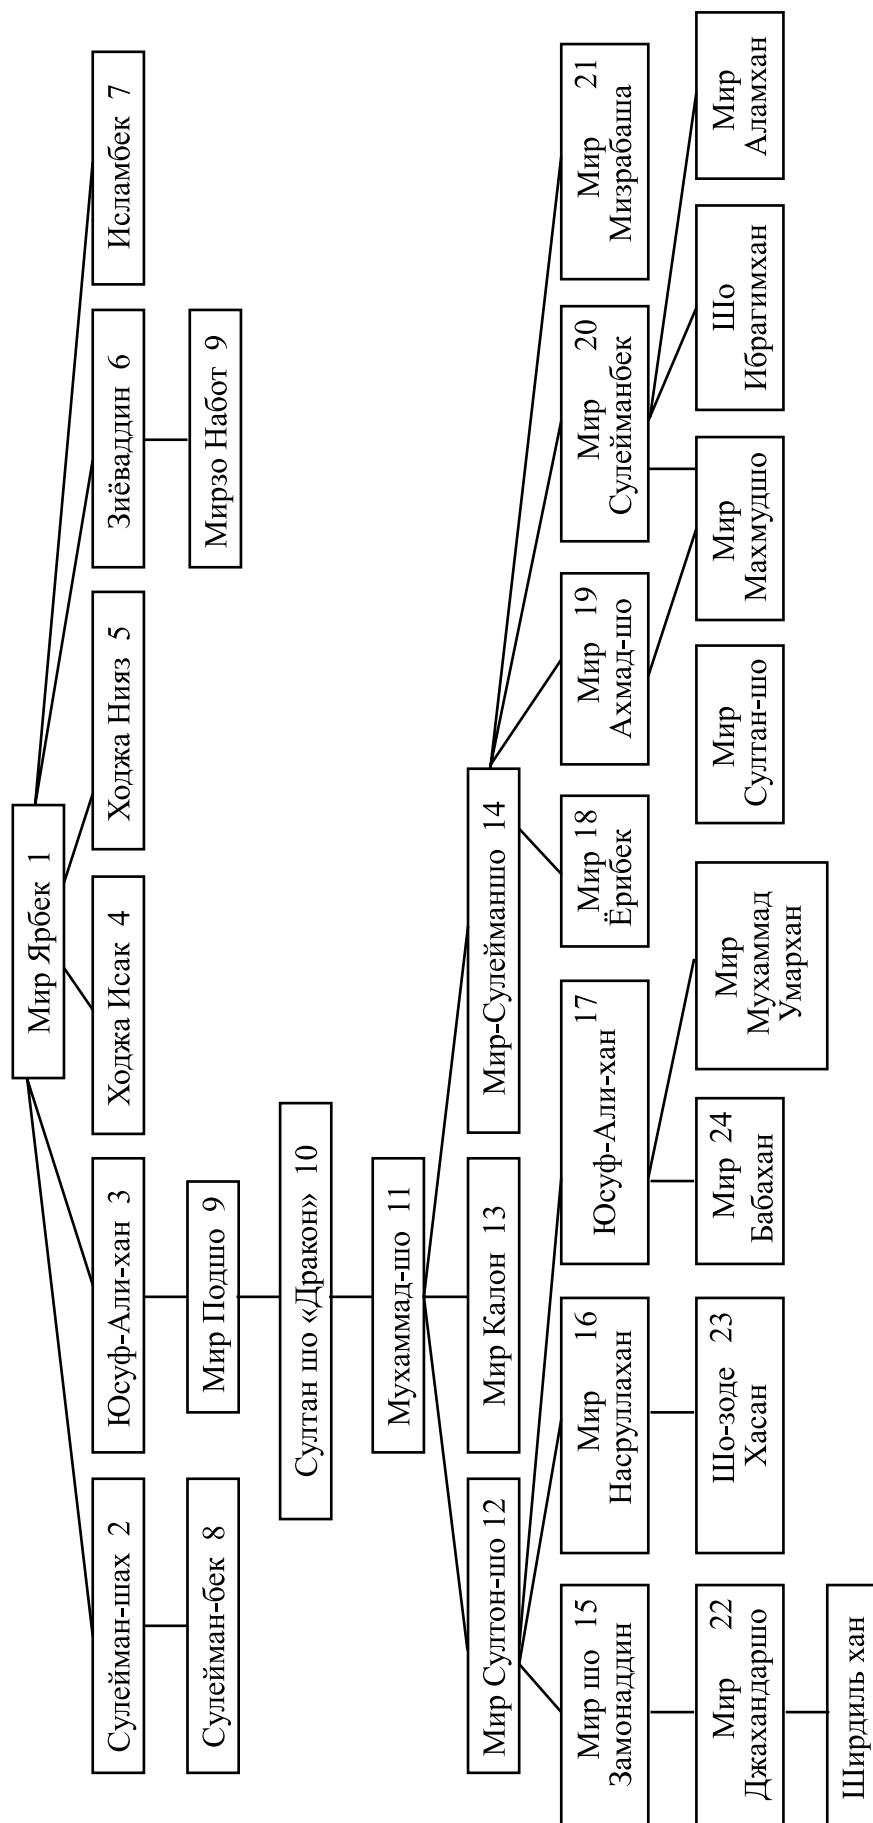 Мир Ярбек 1
Сулейман-шах 2
Юсуф-Али-хан 3
Ходжа Исак 4
Ходжа Нияз 5
Зиёваддин 6
Исламбек 7
Сулейман-бек 8
Мир Подшо 9
Мирзо Набот 9
Султан шо «Дракон» 10
Мухаммад-шо 11
Мир Султон-шо 12
Мир Калон 13
Мир-Сулейманшо 14
Мир шо 15
Замонаддин
Мир 16
Насруллахан
Юсуф-Али-хан 17
Мир 18
Ёрибек
Мир 19
Ахмад-шо
Мир 20
Сулейманбек
Мир 21
Мизрабаша
Мир 22
Джахандаршо
Шо-зоде 23
Хасан
Мир 24
Бабахан
Мир
Мухаммад
Умархан
Мир
Султан-шо
Мир
Махмудшо
Шо
Ибрагимхан
Мир
Аламхан
Ширдиль хан